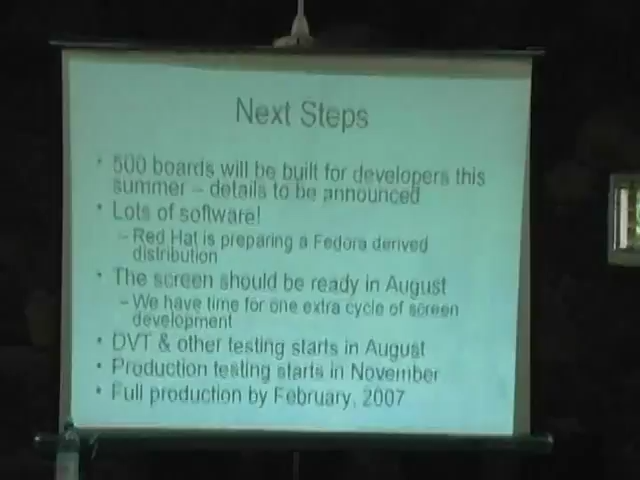 Next Steps
• 500 boards will be built for developers this
summer – details to be announced
• Lots of software!
– Red Hat is preparing a Fedora derived
distribution
• The screen should be ready in August
– We have time for one extra cycle of screen
development
• DVT & other testing starts in August
• Production testing starts in November
• Full production by February, 2007